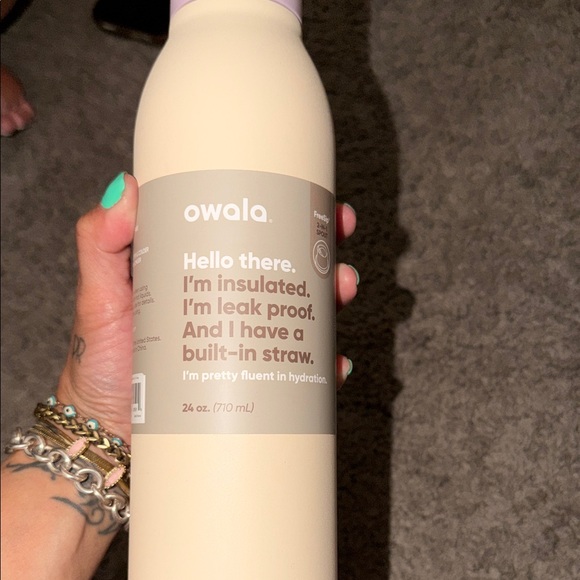 owala
FreeSip
Hello there.
I'm insulated.
I'm leak proof.
And I have a
built-in straw.
I'm pretty fluent in hydration.
24 oz. (710 mL)